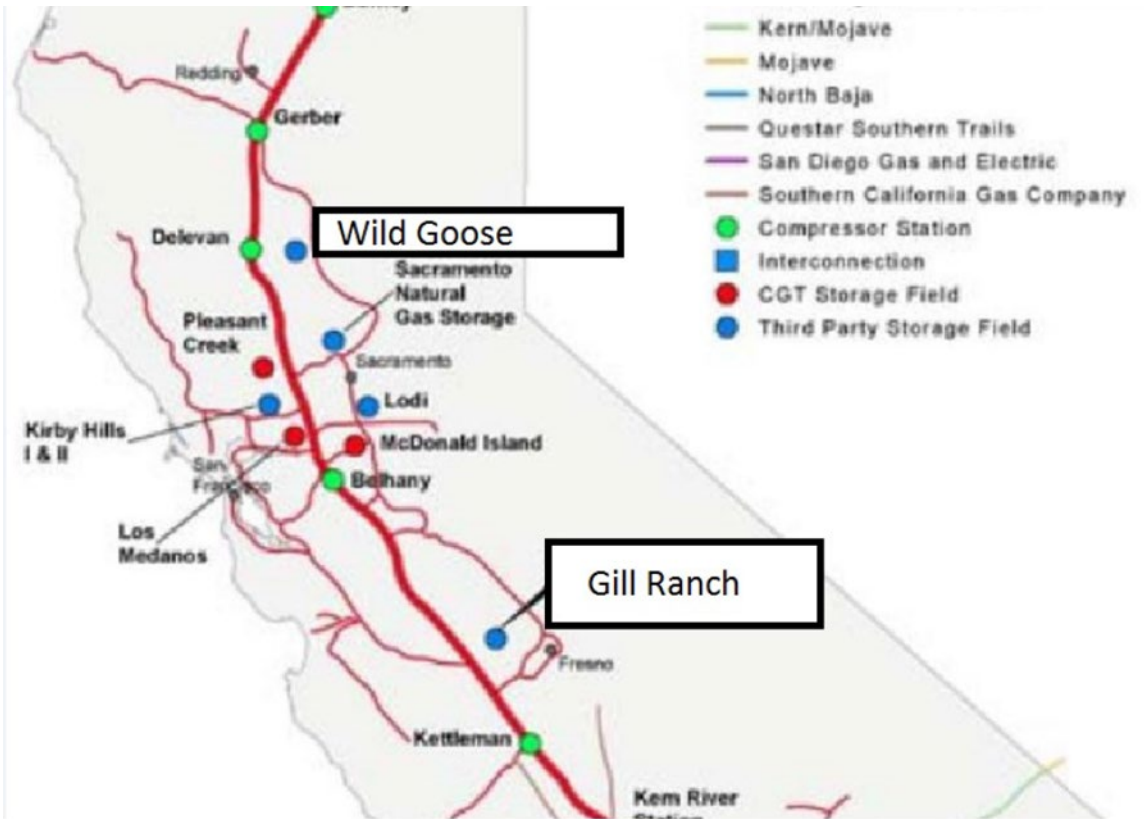 Kern/Mojave
Mojave
North Baja
Questar Southern Trails
San Diego Gas and Electric
Southern California Gas Company
Compressor Station
Interconnection
CGT Storage Field
Third Party Storage Field
Redding
Gerber
Wild Goose
Delevan
Sacramento
Natural
Gas Storage
Pleasant
Creek
Sacramento
Lodi
Kirby Hills
I & II
McDonald Island
San
Francisco
Bethany
Los
Medanos
Gill Ranch
Fresno
Kettleman
Kern River